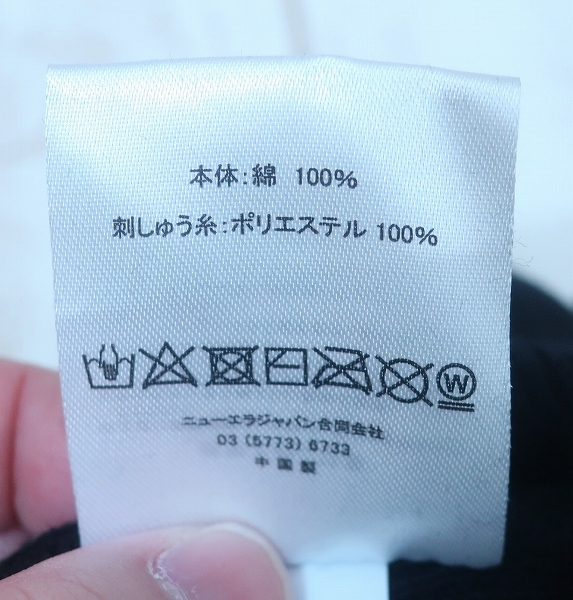 本体：綿 100%
刺しゅう糸：ポリエステル 100%
W
ニューエラジャパン合同会社
03 (5773) 6733
中国製